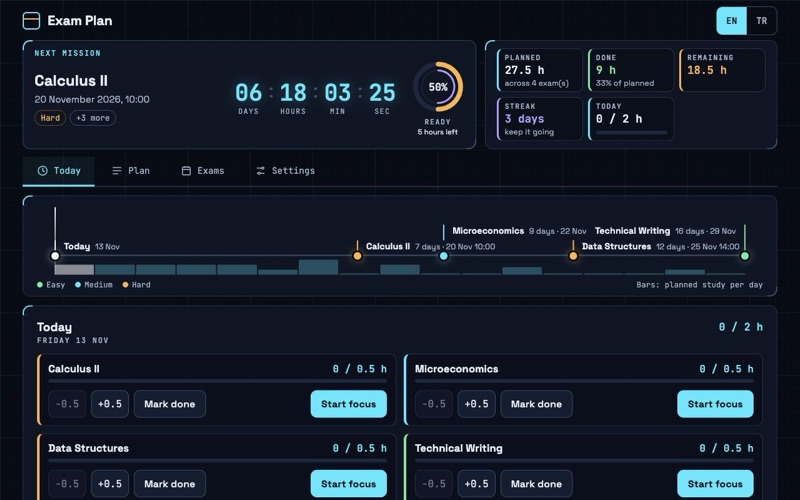 Exam Plan
EN
TR
NEXT MISSION
Calculus II
20 November 2026, 10:00
Hard
+3 more
06 : 18 : 03 : 25
DAYS HOURS MIN SEC
50%
READY
5 hours left
PLANNED
27.5 h
across 4 exam(s)
DONE
9 h
33% of planned
REMAINING
18.5 h
STREAK
3 days
keep it going
TODAY
0 / 2 h
Today
Plan
Exams
Settings
Microeconomics 9 days · 22 Nov
Technical Writing 16 days · 29 Nov
Today 13 Nov
Calculus II 7 days · 20 Nov 10:00
Data Structures 12 days · 25 Nov 14:00
Easy
Medium
Hard
Bars: planned study per day
Today
0 / 2 h
FRIDAY 13 NOV
Calculus II
0 / 0.5 h
-0.5
+0.5
Mark done
Start focus
Microeconomics
0 / 0.5 h
-0.5
+0.5
Mark done
Start focus
Data Structures
0 / 0.5 h
-0.5
+0.5
Mark done
Start focus
Technical Writing
0 / 0.5 h
-0.5
+0.5
Mark done
Start focus